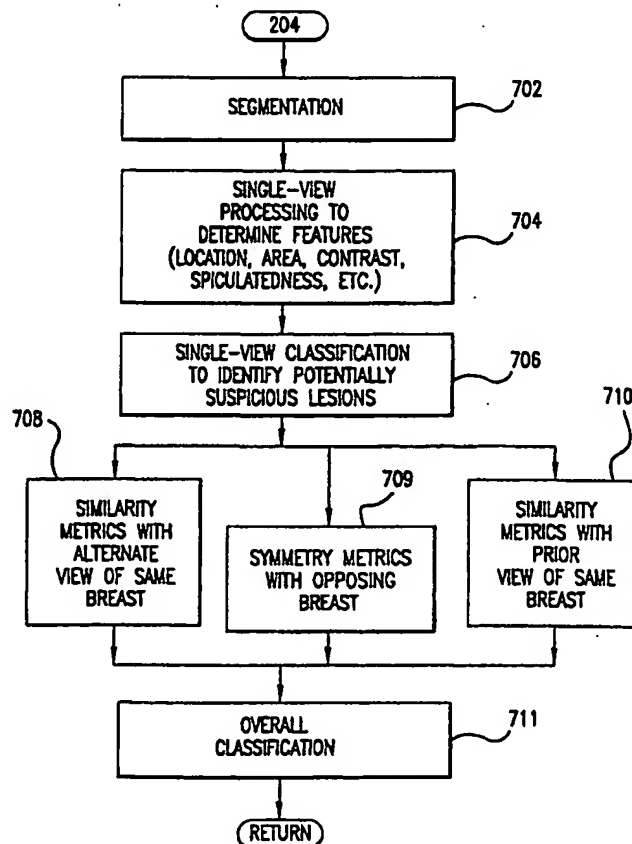 204
SEGMENTATION
702
SINGLE-VIEW
PROCESSING TO
DETERMINE FEATURES
(LOCATION, AREA, CONTRAST,
SPICULATEDNESS, ETC.)
704
SINGLE-VIEW CLASSIFICATION
TO IDENTIFY POTENTIALLY
SUSPICIOUS LESIONS
706
708
SIMILARITY
METRICS WITH
ALTERNATE
VIEW OF SAME
BREAST
709
SYMMETRY METRICS
WITH OPPOSING
BREAST
710
SIMILARITY
METRICS WITH
PRIOR
VIEW OF SAME
BREAST
OVERALL
CLASSIFICATION
711
RETURN